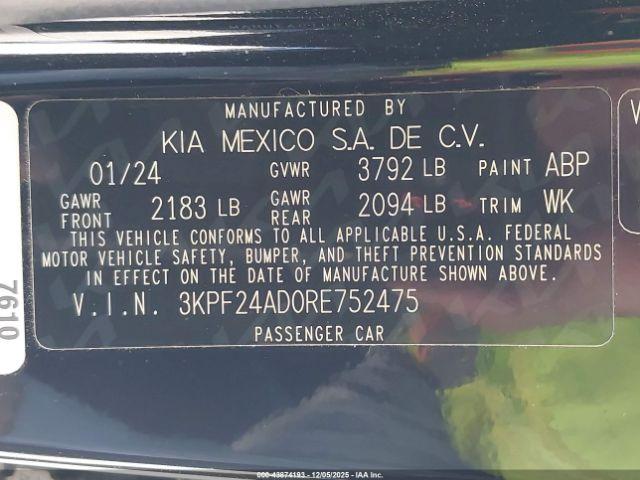 MANUFACTURED BY
KIA MEXICO S.A. DE C.V.
01/24 GVWR 3792 LB PAINT ABP
GAWR FRONT 2183 LB GAWR REAR 2094 LB TRIM WK
THIS VEHICLE CONFORMS TO ALL APPLICABLE U.S.A. FEDERAL
MOTOR VEHICLE SAFETY, BUMPER, AND THEFT PREVENTION STANDARDS
IN EFFECT ON THE DATE OF MANUFACTURE SHOWN ABOVE.
V.I.N. 3KPF24AD0RE752475
PASSENGER CAR
7610
V
000-43874193 - 12/05/2025 - IAA Inc.